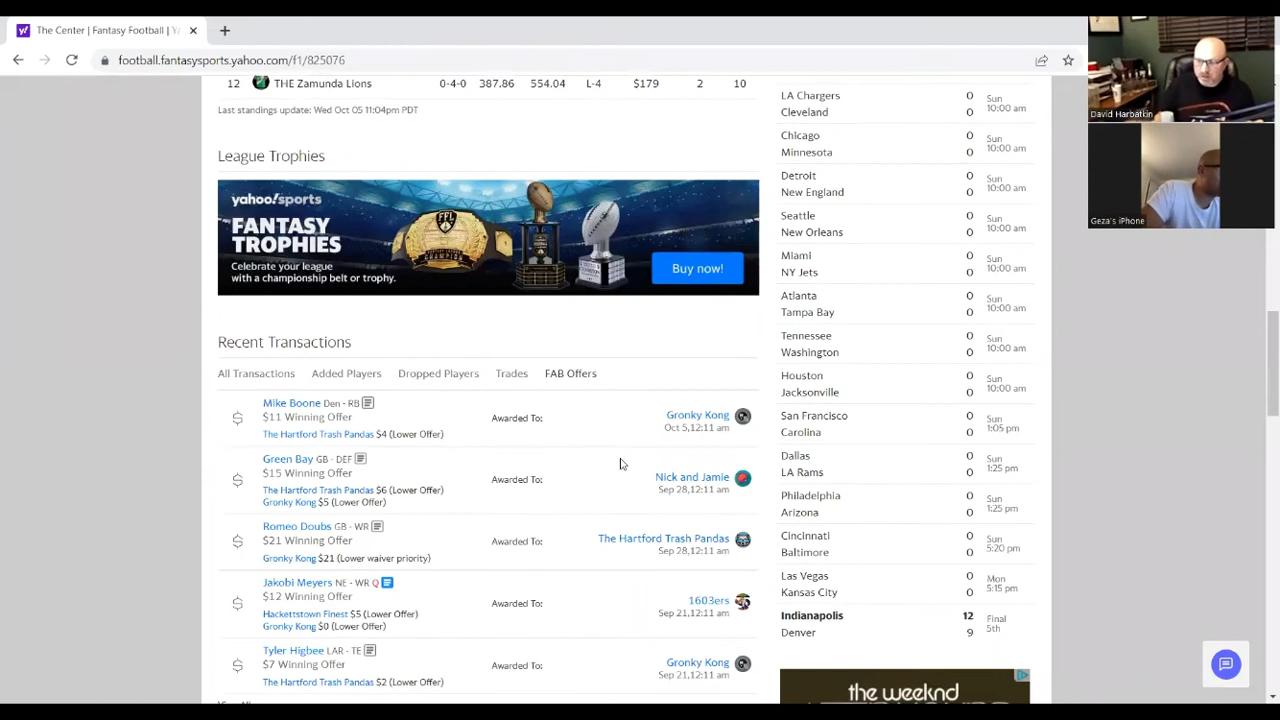 The Center | Fantasy Football | Y
football.fantasysports.yahoo.com/f1/825076
12 THE Zamunda Lions 0-4-0 387.86 554.04 L-4 $179 2 10
Last standings update: Wed Oct 05 11:04pm PDT
League Trophies
yahoo!sports
FANTASY
TROPHIES
Celebrate your league
with a championship belt or trophy.
Buy now!
FFL
Recent Transactions
All Transactions Added Players Dropped Players Trades FAB Offers
Mike Boone Den - RB
$11 Winning Offer
The Hartford Trash Pandas $4 (Lower Offer)
Awarded To:
Gronky Kong
Oct 5, 12:11 am
Green Bay GB - DEF
$15 Winning Offer
The Hartford Trash Pandas $6 (Lower Offer)
Gronky Kong $5 (Lower Offer)
Awarded To:
Nick and Jamie
Sep 28, 12:11 am
Romeo Doubs GB - WR
$21 Winning Offer
Gronky Kong $21 (Lower waiver priority)
Awarded To:
The Hartford Trash Pandas
Sep 28, 12:11 am
Jakobi Meyers NE - WR Q
$12 Winning Offer
Hackettstown Finest $5 (Lower Offer)
Gronky Kong $0 (Lower Offer)
Awarded To:
1603ers
Sep 21, 12:11 am
Tyler Higbee LAR - TE
$7 Winning Offer
The Hartford Trash Pandas $2 (Lower Offer)
Awarded To:
Gronky Kong
Sep 21, 12:11 am
LA Chargers 0
Cleveland 0
Sun
10:00 am
Chicago 0
Minnesota 0
Sun
10:00 am
Detroit 0
New England 0
Sun
10:00 am
Seattle 0
New Orleans 0
Sun
10:00 am
Miami 0
NY Jets 0
Sun
10:00 am
Atlanta 0
Tampa Bay 0
Sun
10:00 am
Tennessee 0
Washington 0
Sun
10:00 am
Houston 0
Jacksonville 0
Sun
10:00 am
San Francisco 0
Carolina 0
Sun
1:05 pm
Dallas 0
LA Rams 0
Sun
1:25 pm
Philadelphia 0
Arizona 0
Sun
1:25 pm
Cincinnati 0
Baltimore 0
Sun
5:20 pm
Las Vegas 0
Kansas City 0
Mon
5:15 pm
Indianapolis 12
Denver 9
Final
5th
the weeknd
David Harbatkin
Geza's iPhone